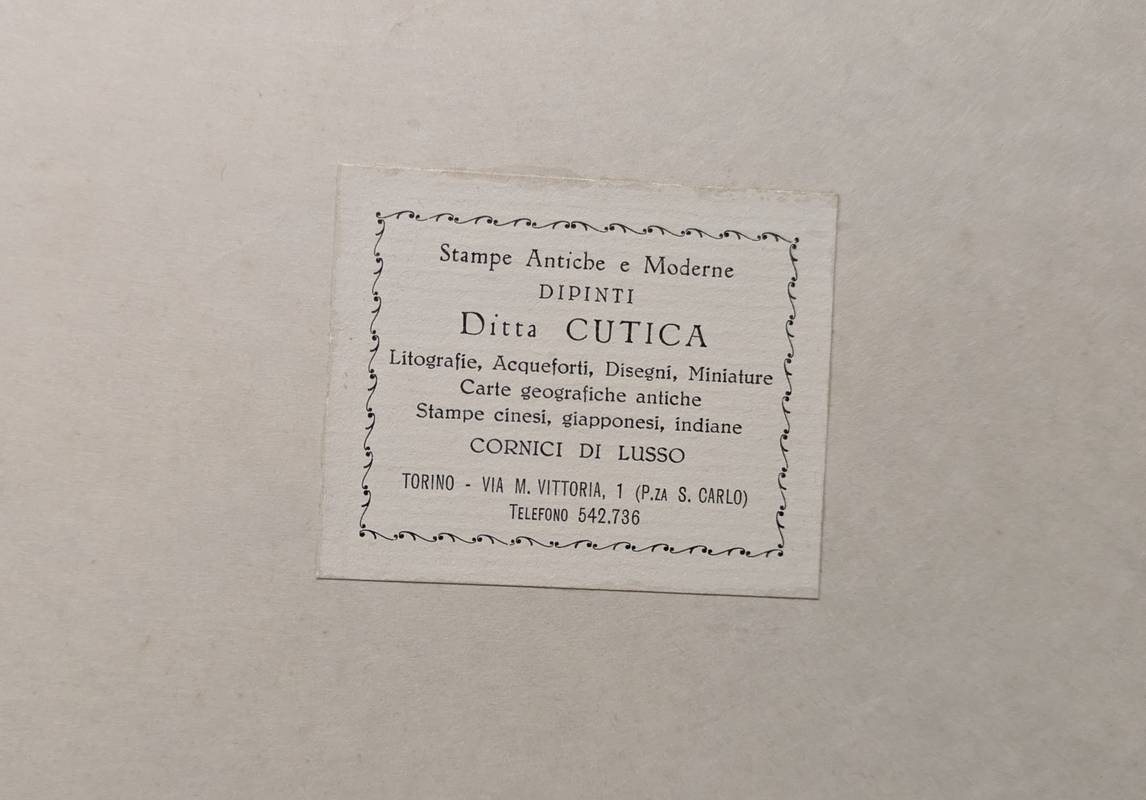 Stampe Antiche e Moderne
DIPINTI
Ditta CUTICA
Litografie, Acqueforti, Disegni, Miniature
Carte geografiche antiche
Stampe cinesi, giapponesi, indiane
CORNICI DI LUSSO
TORINO - VIA M. VITTORIA, 1 (P.ZA S. CARLO)
TELEFONO 542.736